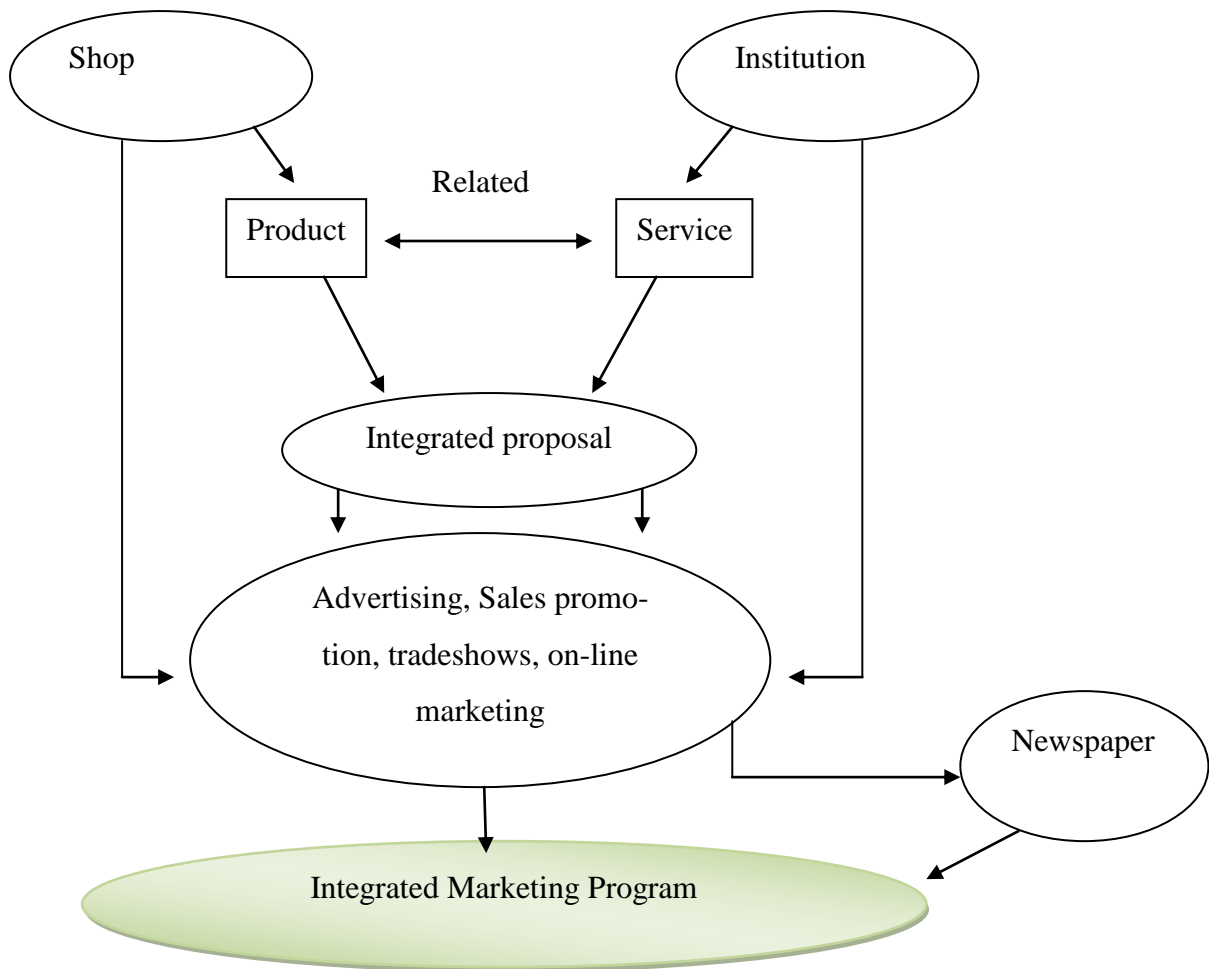 Shop
Institution
Related
Product
Service
Integrated proposal
Advertising, Sales promo-
tion, tradeshows, on-line
marketing
Newspaper
Integrated Marketing Program